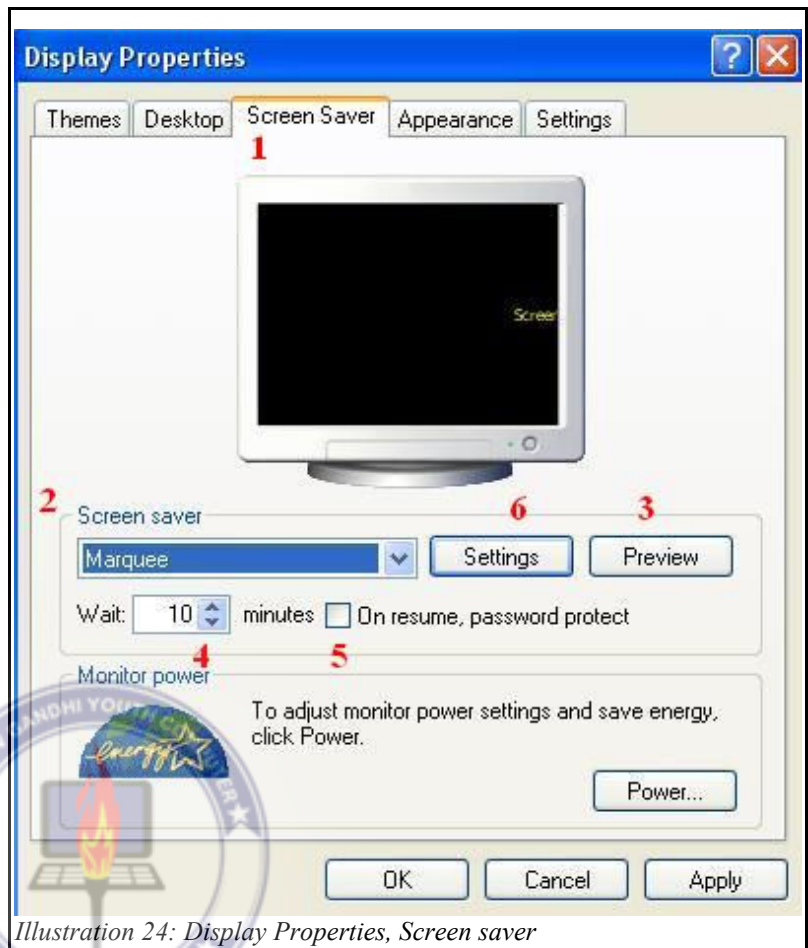 Display Properties
Themes Desktop Screen Saver Appearance Settings
1
Screen
2
Screen saver
6
3
Marquee
Settings
Preview
Wait: 10 minutes On resume, password protect
4
5
Monitor power
To adjust monitor power settings and save energy,
click Power.
energy
Power...
OK Cancel Apply
Illustration 24: Display Properties, Screen saver